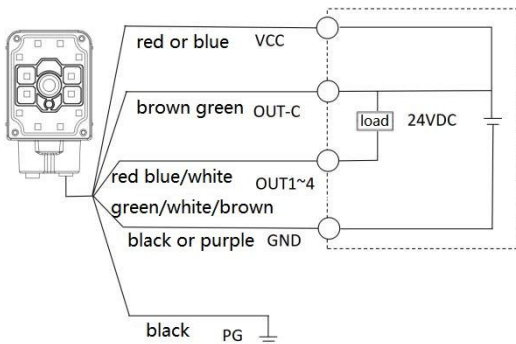 red or blue VCC
brown green OUT-C
load 24VDC
red blue/white OUT1~4
green/white/brown
black or purple GND
black PG